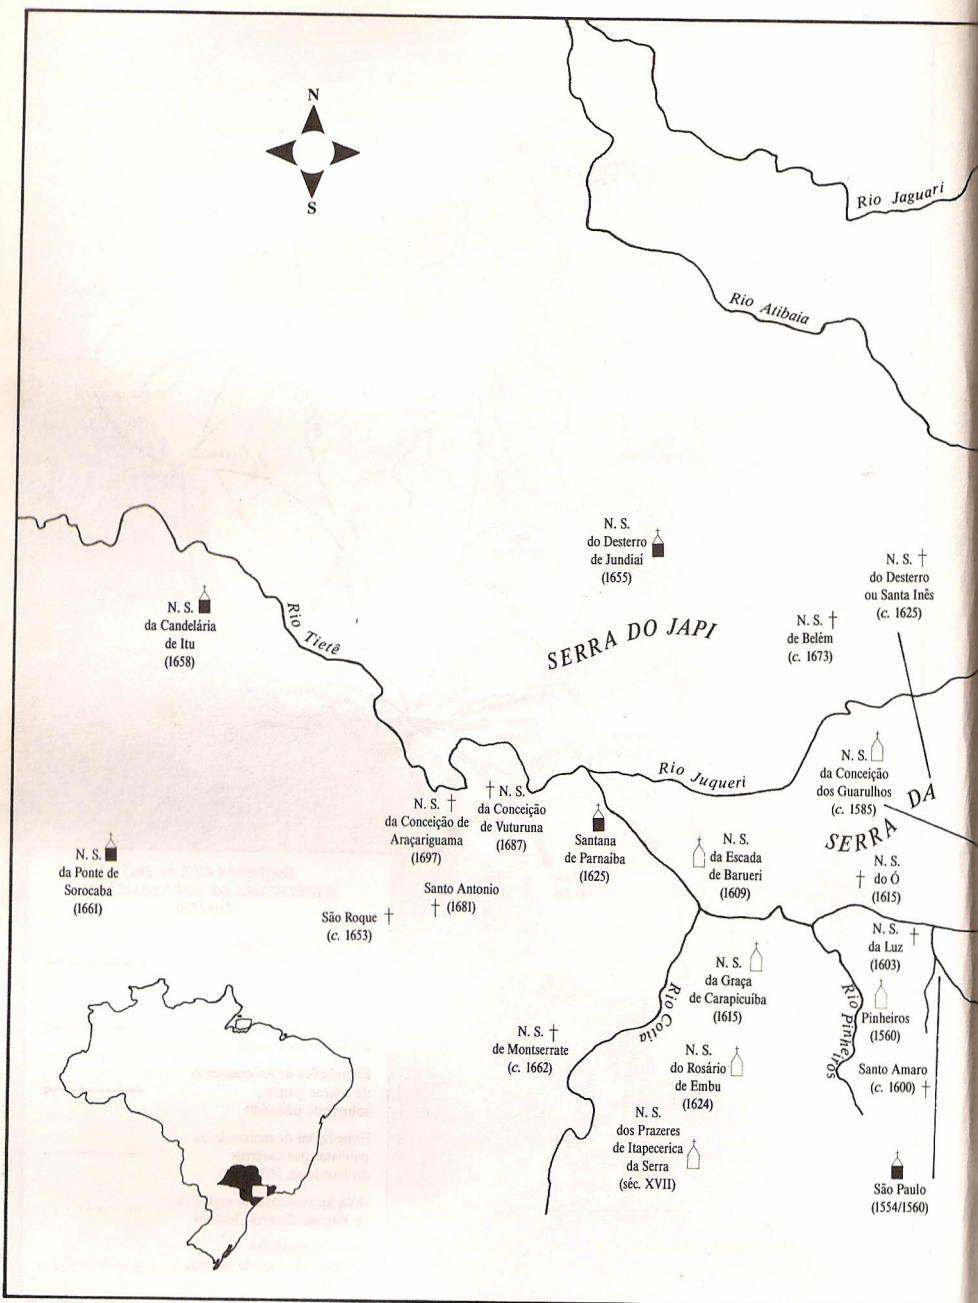 N
S
Rio Jaguari
Rio Atibaia
N. S.
do Desterro
de Jundiaí
(1655)
N. S.
do Desterro
ou Santa Inês
(c. 1625)
N. S.
da Candelária
de Itu
(1658)
Rio Tietê
SERRA DO JAPI
N. S.
de Belém
(c. 1673)
N. S.
da Conceição
dos Guarulhos
(c. 1585)
Rio Juqueri
SERRA DA
N. S.
da Conceição de
Araçariguama
(1697)
N. S.
da Conceição
de Vuturuna
(1687)
Santana
de Parnaíba
(1625)
N. S.
da Escada
de Barueri
(1609)
N. S.
do Ó
(1615)
N. S.
da Ponte de
Sorocaba
(1661)
Santo Antonio
(1681)
São Roque
(c. 1653)
N. S.
da Luz
(1603)
N. S.
da Graça
de Carapicuíba
(1615)
Rio Cotia
Rio Pinheiros
Pinheiros
(1560)
N. S.
de Montserrate
(c. 1662)
N. S.
do Rosário
de Embu
(1624)
Santo Amaro
(c. 1600)
N. S.
dos Prazeres
de Itapecerica
da Serra
(séc. XVII)
São Paulo
(1554/1560)